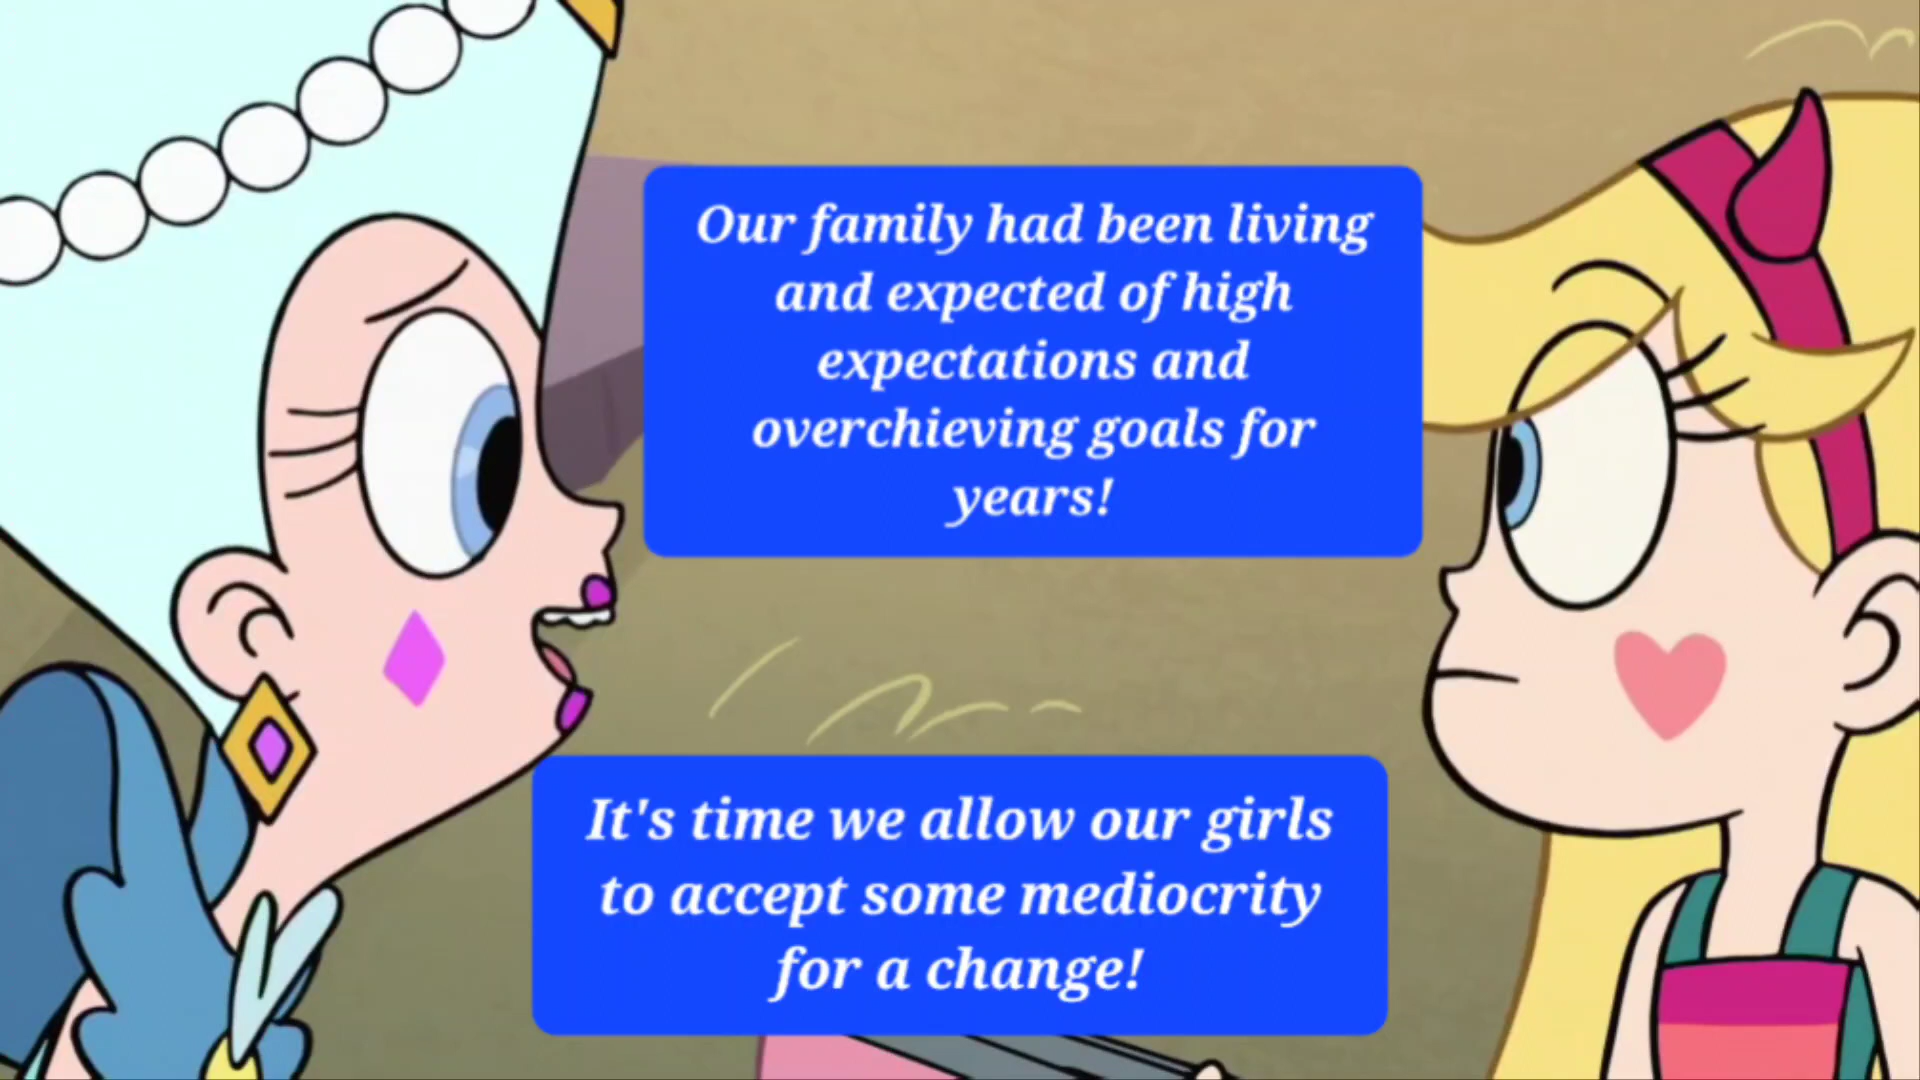 Our family had been living
and expected of high
expectations and
overchieving goals for
years!
It's time we allow our girls
to accept some mediocrity
for a change!